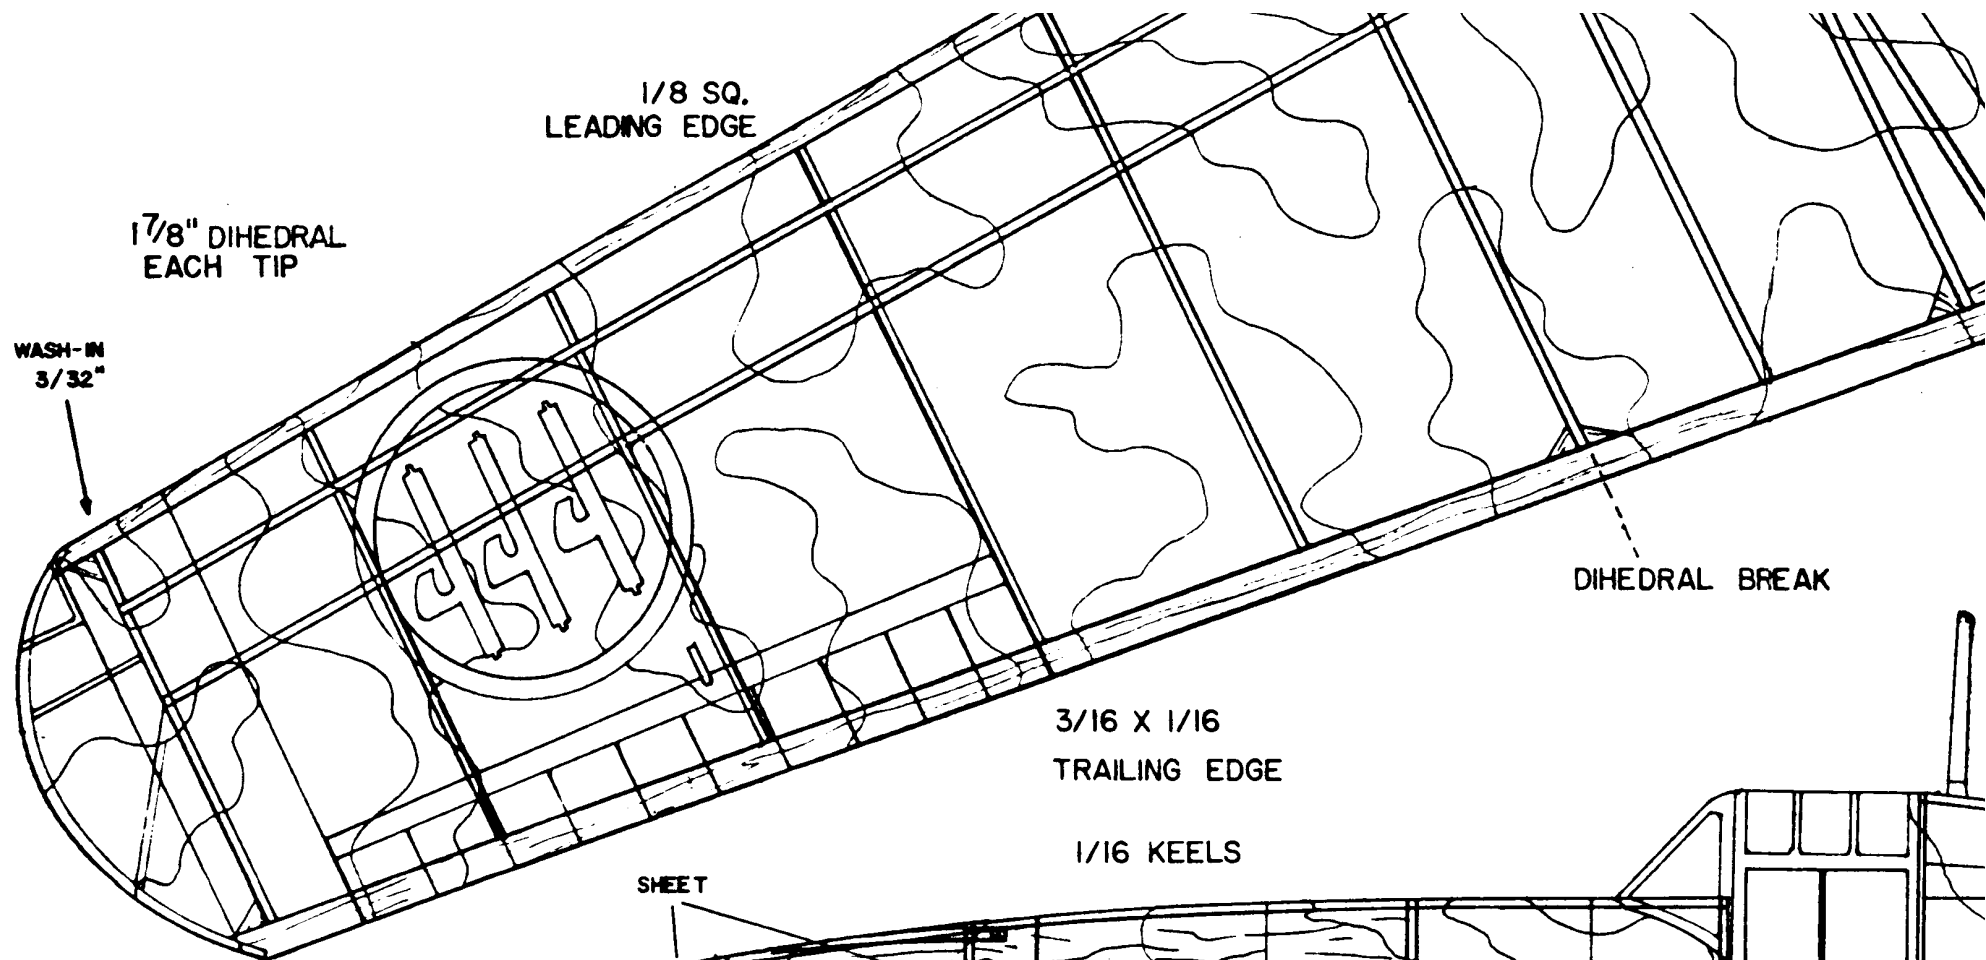 1/8 SQ.
LEADING EDGE
1 7/8" DIHEDRAL
EACH TIP
WASH-IN
3/32"
DIHEDRAL BREAK
3/16 X 1/16
TRAILING EDGE
1/16 KEELS
SHEET